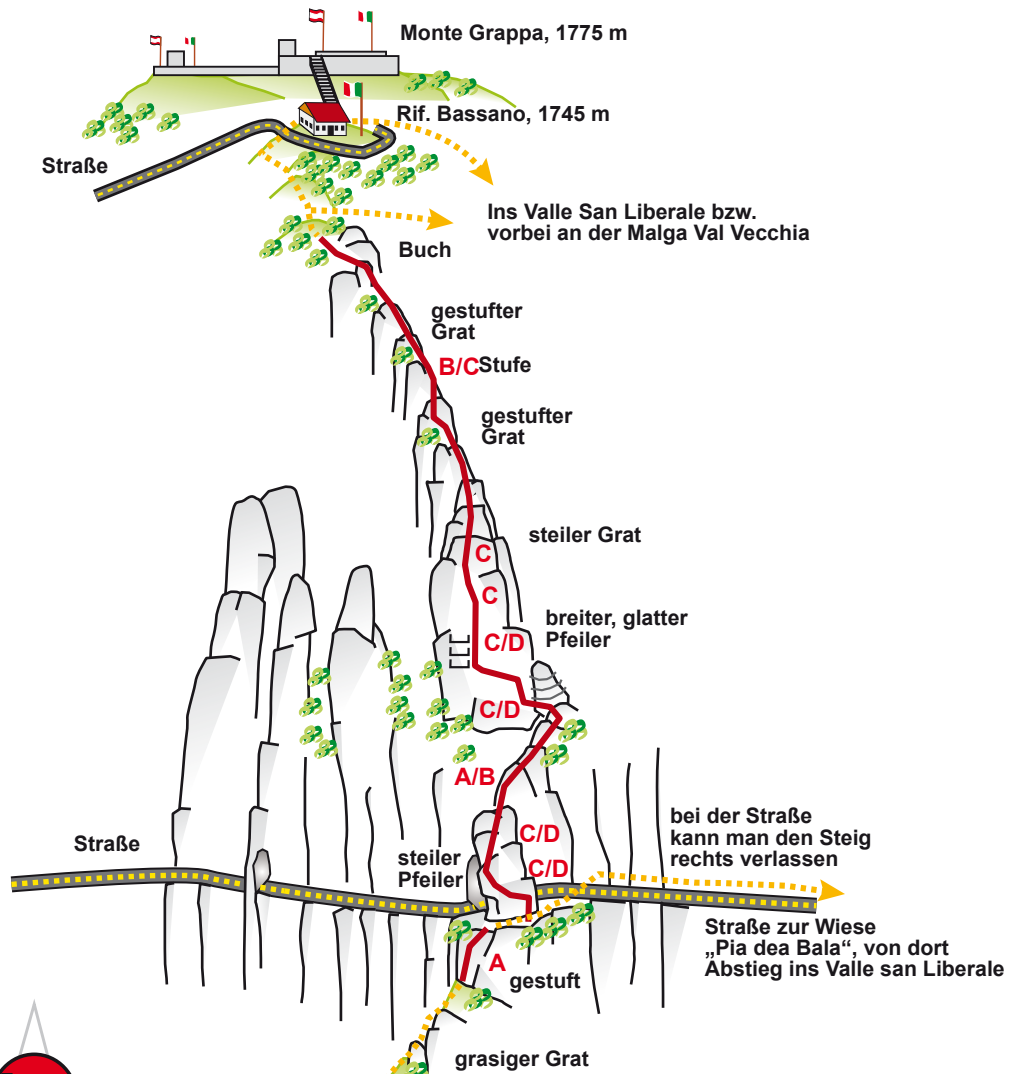 Monte Grappa, 1775 m
Rif. Bassano, 1745 m
Straße
Ins Valle San Liberale bzw.
vorbei an der Malga Val Vecchia
Buch
gestufter
Grat
B/C Stufe
gestufter
Grat
steiler Grat
C
C
breiter, glatter
Pfeiler
C/D
C/D
A/B
bei der Straße
kann man den Steig
rechts verlassen
C/D
Straße
steiler
Pfeiler
C/D
Straße zur Wiese
„Pia dea Bala“, von dort
Abstieg ins Valle san Liberale
A
gestuft
grasiger Grat